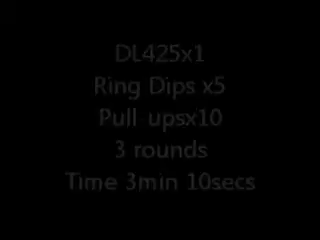 DL425x1
Ring Dips x5
Pull upsx10
3 rounds
Time 3min 10secs